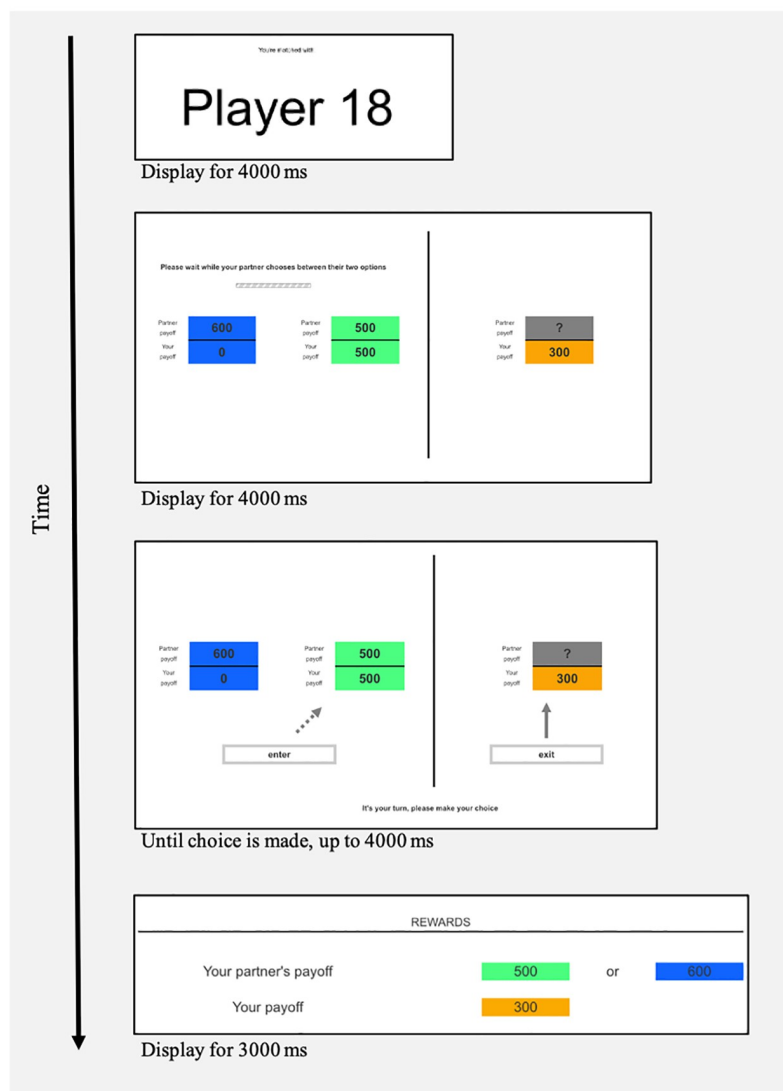 You're matched with
Player 18
Display for 4000 ms
Please wait while your partner chooses between their two options
Partner payoff 600 Partner payoff 500 Partner payoff ?
Your payoff 0 Your payoff 500 Your payoff 300
Display for 4000 ms
Time
Partner payoff 600 Partner payoff 500 Partner payoff ?
Your payoff 0 Your payoff 500 Your payoff 300
enter exit
It's your turn, please make your choice
Until choice is made, up to 4000 ms
REWARDS
Your partner's payoff 500 or 600
Your payoff 300
Display for 3000 ms